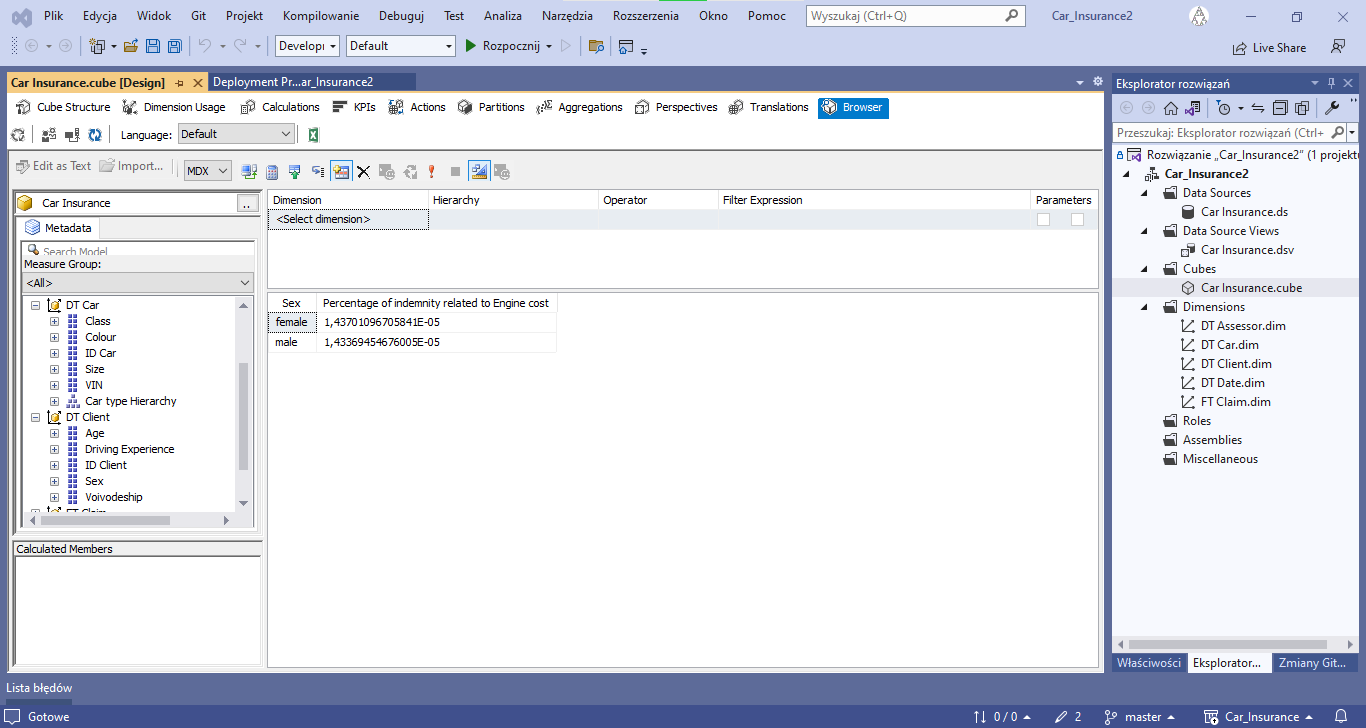 Plik Edycja Widok Git Projekt Kompilowanie Debuguj Test Analiza Narzędzia Rozszerzenia Okno Pomoc Wyszukaj (Ctrl+Q) Car_Insurance2
Developı Default Rozpocznij Live Share
Car Insurance.cube [Design] Deployment Pr...ar_Insurance2
Cube Structure Dimension Usage Calculations KPIs Actions Partitions Aggregations Perspectives Translations Browser
Language: Default
Edit as Text Import... MDX
Car Insurance ..
Metadata
Search Model
Measure Group:
<All>
DT Car
Class
Colour
ID Car
Size
VIN
Car type Hierarchy
DT Client
Age
Driving Experience
ID Client
Sex
Voivodeship
Calculated Members
Dimension Hierarchy Operator Filter Expression Parameters
<Select dimension>
Sex Percentage of indemnity related to Engine cost
female 1,43701096705841E-05
male 1,43369454676005E-05
Eksplorator rozwiązań
Przeszukaj: Eksplorator rozwiązań (Ctrl+
Rozwiązanie „Car_Insurance2” (1 projektu
Car_Insurance2
Data Sources
Car Insurance.ds
Data Source Views
Car Insurance.dsv
Cubes
Car Insurance.cube
Dimensions
DT Assessor.dim
DT Car.dim
DT Client.dim
DT Date.dim
FT Claim.dim
Roles
Assemblies
Miscellaneous
Właściwości Eksplorator... Zmiany Git...
Lista błędów
Gotowe 0 / 0 2 master Car_Insurance